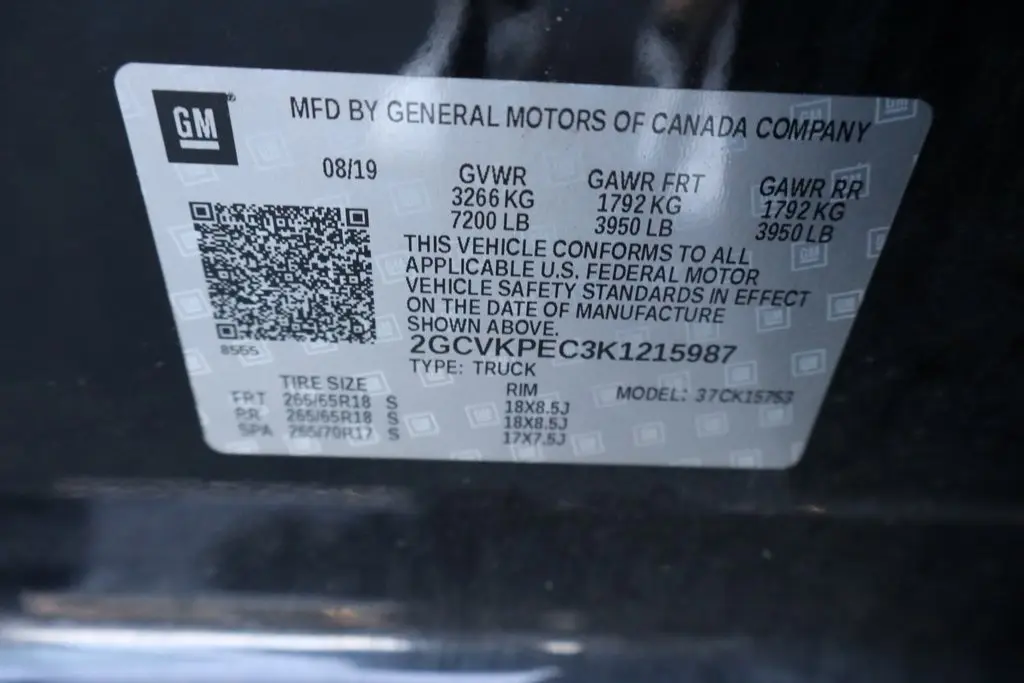 GM
MFD BY GENERAL MOTORS OF CANADA COMPANY
08/19
GVWR
3266 KG
7200 LB
GAWR FRT
1792 KG
3950 LB
GAWR RR
1792 KG
3950 LB
THIS VEHICLE CONFORMS TO ALL
APPLICABLE U.S. FEDERAL MOTOR
VEHICLE SAFETY STANDARDS IN EFFECT
ON THE DATE OF MANUFACTURE
SHOWN ABOVE.
8555
2GCVKPEC3K1215987
TYPE: TRUCK
TIRE SIZE RIM MODEL: 37CK15753
FRT 265/65R18 S 18X8.5J
RR 265/65R18 S 18X8.5J
SPA 255/70R17 S 17X7.5J